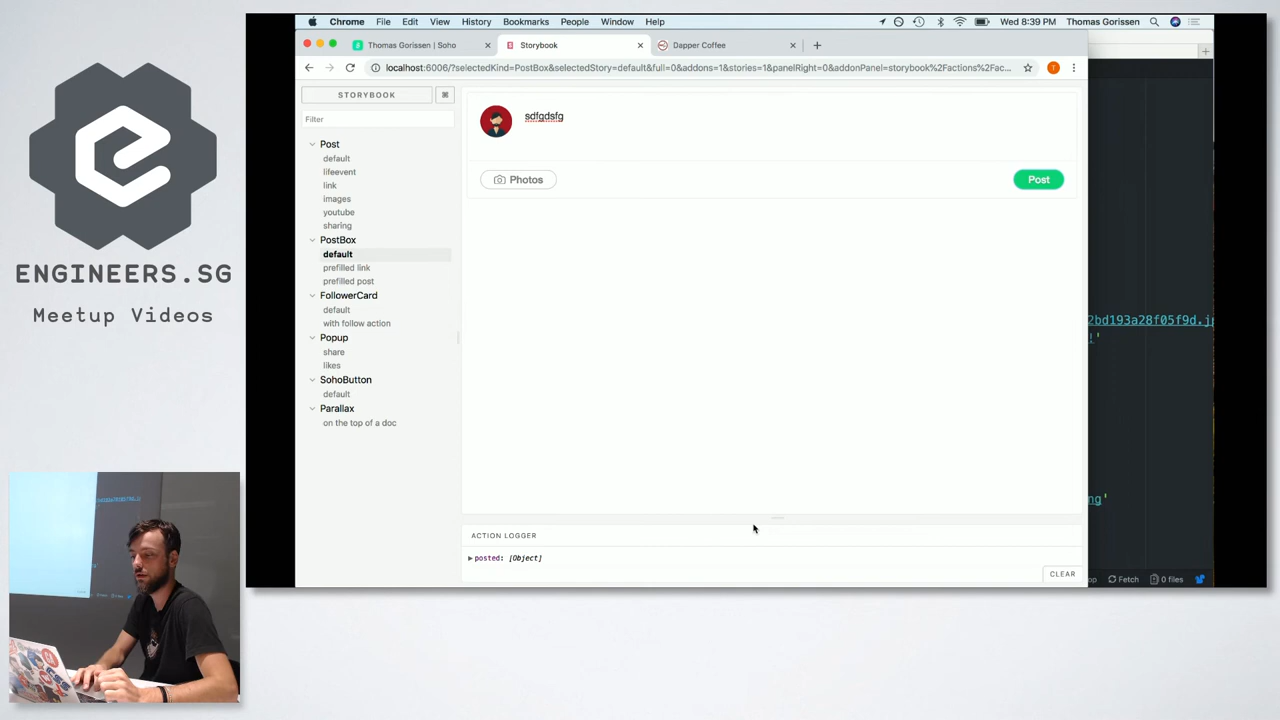 Chrome File Edit View History Bookmarks People Window Help Wed 8:39 PM Thomas Gorissen
Thomas Gorissen | Soho
Storybook
Dapper Coffee
localhost:6006/?selectedKind=PostBox&selectedStory=default&full=0&addons=1&stories=1&panelRight=0&addonPanel=storybook%2Factions%2Fac...
T
STORYBOOK
⌘
Filter
Post
default
lifeevent
link
images
youtube
sharing
PostBox
default
prefilled link
prefilled post
FollowerCard
default
with follow action
Popup
share
likes
SohoButton
default
Parallax
on the top of a doc
sdfgdsfg
Photos
Post
ACTION LOGGER
posted: [Object]
CLEAR
2bd193a28f05f9d.jp
'
ng'
op Fetch 0 files
ENGINEERS.SG
Meetup Videos
CSS